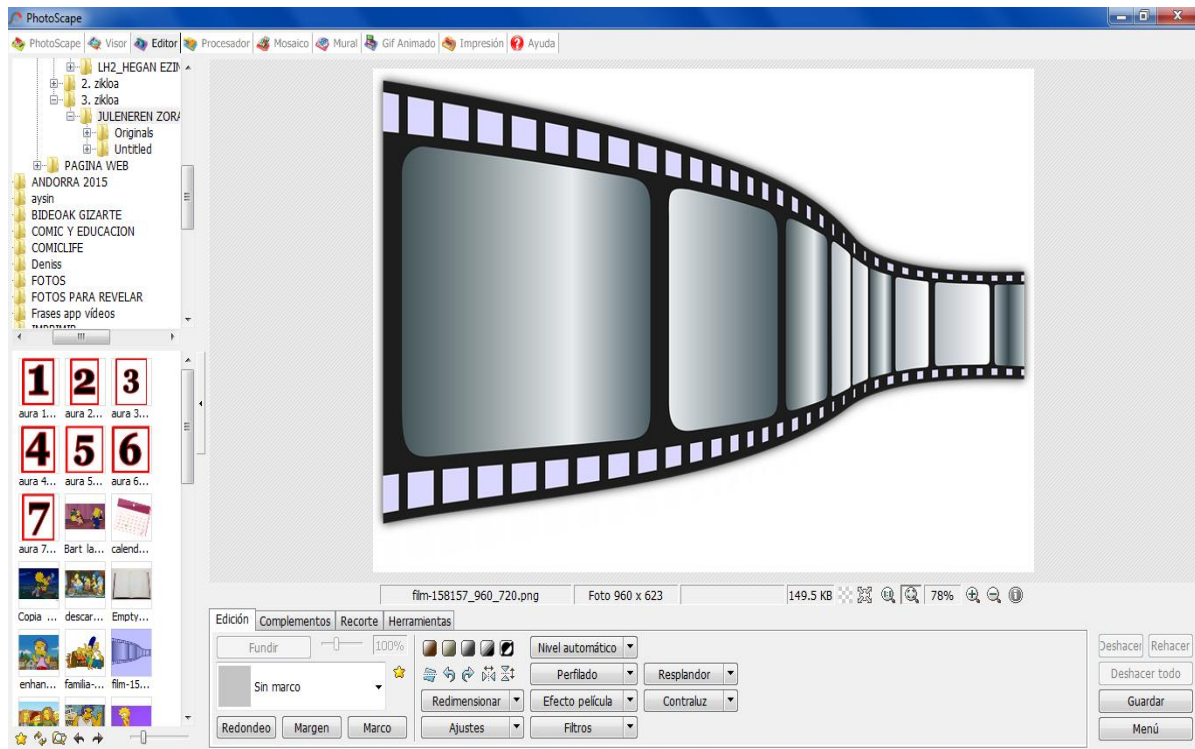 PhotoScape
PhotoScape Visor Editor Procesador Mosaico Mural Gif Animado Impresión Ayuda
LH2_HEGAN EZIN
2. zikloa
3. zikloa
JULENEREN ZORA
Originals
Untitled
PAGINA WEB
ANDORRA 2015
aysin
BIDEOAK GIZARTE
COMIC Y EDUCACION
COMICLIFE
Deniss
FOTOS
FOTOS PARA REVELAR
Frases app vídeos
1 2 3
aura 1... aura 2... aura 3...
4 5 6
aura 4... aura 5... aura 6...
7
aura 7... Bart la... calend...
Copia ... descar... Empty...
enhan... familia-... film-15...
film-158157_960_720.png Foto 960 x 623 149.5 KB 78%
Edición Complementos Recorte Herramientas
Fundir 100% Nivel automático
Sin marco Perfilado Resplandor
Redimensionar Efecto película Contraluz
Redondeo Margen Marco Ajustes Filtros
Deshacer Rehacer
Deshacer todo
Guardar
Menú